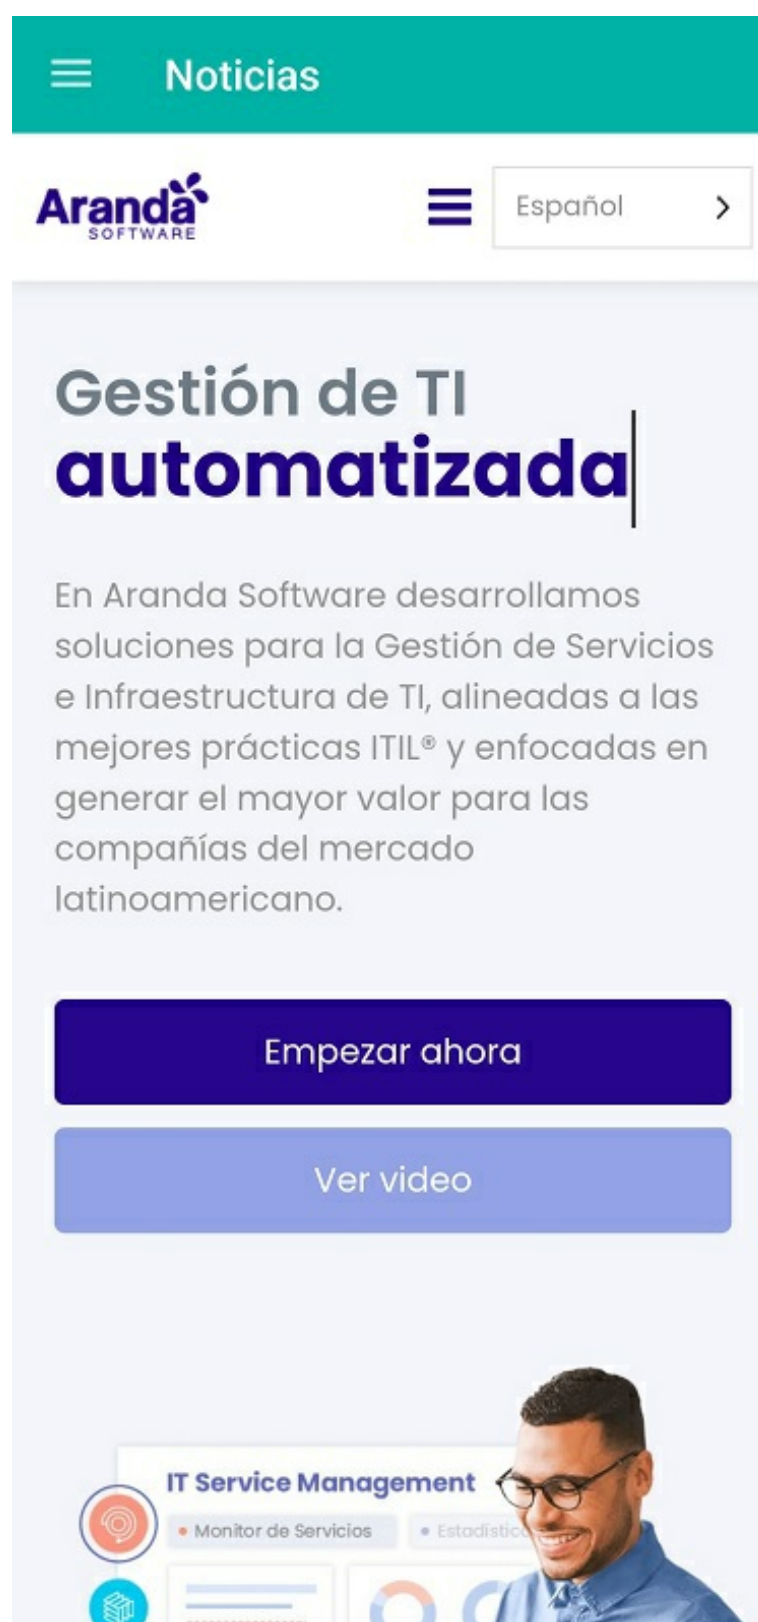 Noticias
Aranda
SOFTWARE
Español
Gestión de TI
automatizada
En Aranda Software desarrollamos
soluciones para la Gestión de Servicios
e Infraestructura de TI, alineadas a las
mejores prácticas ITIL® y enfocadas en
generar el mayor valor para las
compañías del mercado
latinoamericano.
Empezar ahora
Ver video
IT Service Management
• Monitor de Servicios